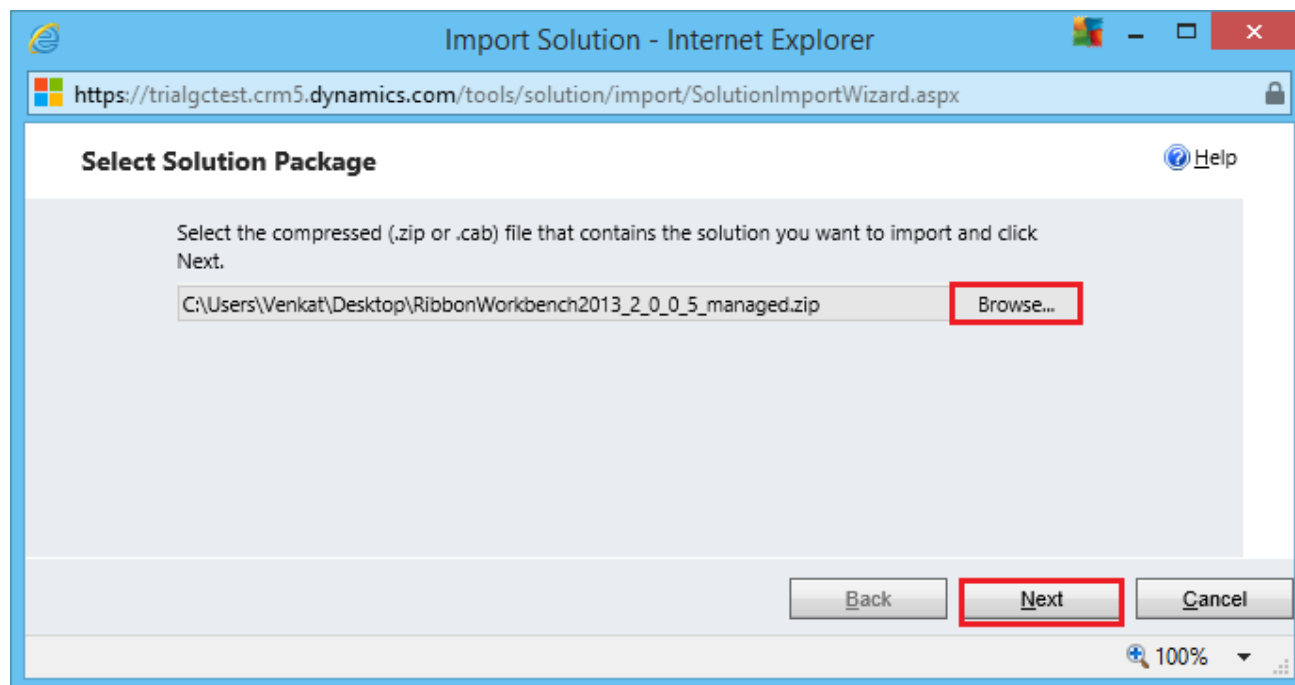 Import Solution - Internet Explorer
https://trialgctest.crm5.dynamics.com/tools/solution/import/SolutionImportWizard.aspx
Select Solution Package
Help
Select the compressed (.zip or .cab) file that contains the solution you want to import and click
Next.
C:\Users\Venkat\Desktop\RibbonWorkbench2013_2_0_0_5_managed.zip
Browse...
Back
Next
Cancel
100%